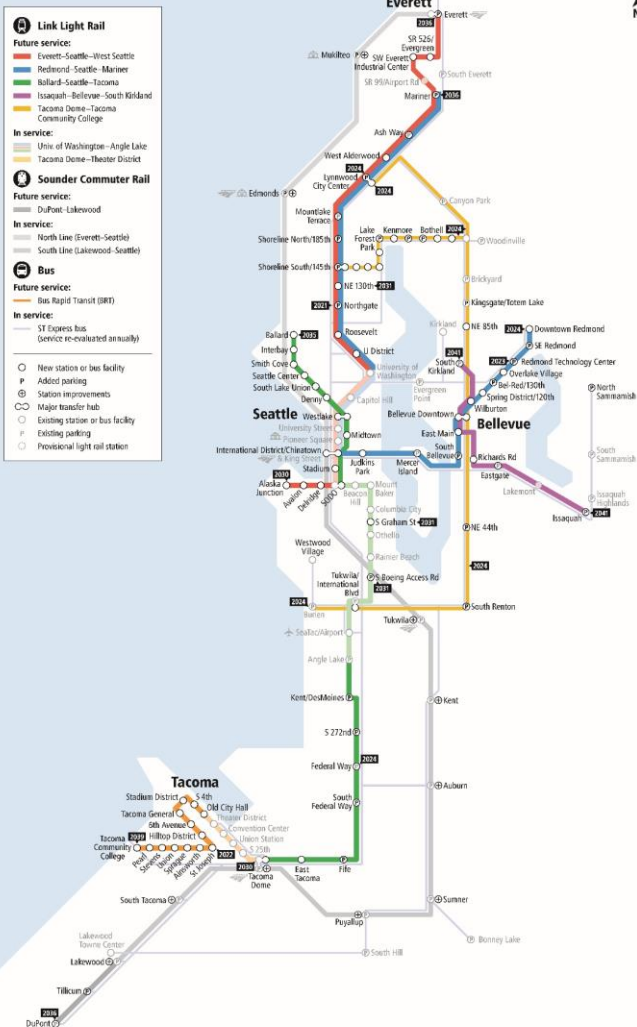 Link Light Rail
Future service:
Everett–Seattle–West Seattle
Redmond–Seattle–Mariner
Ballard–Seattle–Tacoma
Issaquah–Bellevue–South Kirkland
Tacoma Dome–Tacoma
Community College
In service:
Univ. of Washington–Angle Lake
Tacoma Dome–Theater District
Sounder Commuter Rail
Future service:
DuPont–Lakewood
In service:
North Line (Everett–Seattle)
South Line (Lakewood–Seattle)
Bus
Future service:
Bus Rapid Transit (BRT)
In service:
ST Express bus
(service re-evaluated annually)
New station or bus facility
P Added parking
Station improvements
Major transfer hub
Existing station or bus facility
P Existing parking
Provisional light rail station
Everett
Everett
2036
SR 526/
Evergreen
SW Everett
Industrial Center
Mukilteo
South Everett
SR 99/Airport Rd
Mariner
2036
Ash Way
West Alderwood
2024
Lynnwood
City Center
2024
Edmonds
Canyon Park
Mountlake
Terrace
Lake
Forest
Park
Kenmore
Bothell
2024
Woodinville
Shoreline North/185th
Shoreline South/145th
NE 130th
2031
Brickyard
2021
Northgate
Kingsgate/Totem Lake
Roosevelt
NE 85th
2024
Downtown Redmond
Ballard
2035
Kirkland
SE Redmond
Interbay
U District
2041
2023
Redmond Technology Center
Smith Cove
South
Kirkland
Overlake Village
Seattle Center
University of
Washington
Bel-Red/130th
South Lake Union
Evergreen
Point
Spring District/120th
North
Sammamish
Denny
Capitol Hill
Wilburton
Seattle
Westlake
Bellevue Downtown
Bellevue
University Street
Pioneer Square
Midtown
East Main
International District/Chinatown
& King Street
South
Bellevue
Stadium
Judkins
Park
Mercer
Island
Richards Rd
South
Sammamish
2030
Eastgate
Alaska
Junction
Avalon
Delridge
SODO
Beacon
Hill
Mount
Baker
Lakemont
Issaquah
Highlands
Columbia City
Issaquah
2041
S Graham St
2031
NE 44th
Othello
Westwood
Village
Rainier Beach
2024
Tukwila/
International
Blvd
S Boeing Access Rd
2031
2024
Burien
South Renton
Tukwila
SeaTac/Airport
Angle Lake
Kent/DesMoines
Kent
S 272nd
2024
Federal Way
Auburn
Tacoma
South
Federal Way
Stadium District
S 4th
Old City Hall
Tacoma General
Theater District
6th Avenue
Convention Center
Hilltop District
Union Station
2039
Tacoma
Community
College
S 25th
Pearl
Stevens
Union
Sprague
Ainsworth
St Joseph
2022
2030
Tacoma
Dome
East
Tacoma
Fife
South Tacoma
Sumner
Puyallup
Lakewood
Towne Center
Bonney Lake
South Hill
Lakewood
Tillicum
2036
DuPont